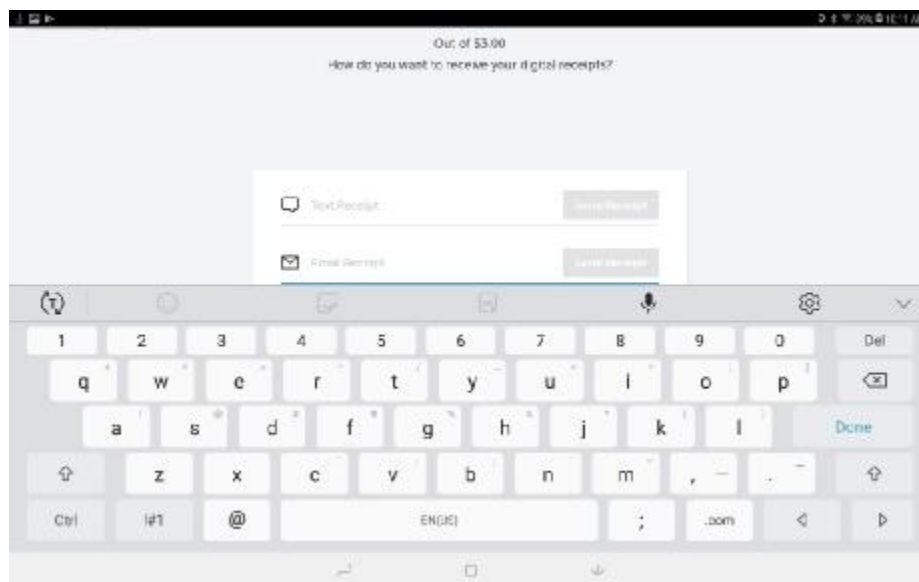 Out of $3.00
How do you want to receive your digital receipts?
Text Receipt
Send Receipt
Email Receipt
Send Receipt
1 2 3 4 5 6 7 8 9 0 Del
q w e r t y u i o p
a s d f g h j k l Done
z x c v b n m , .
Ctrl !#1 @ EN(US) ; .com